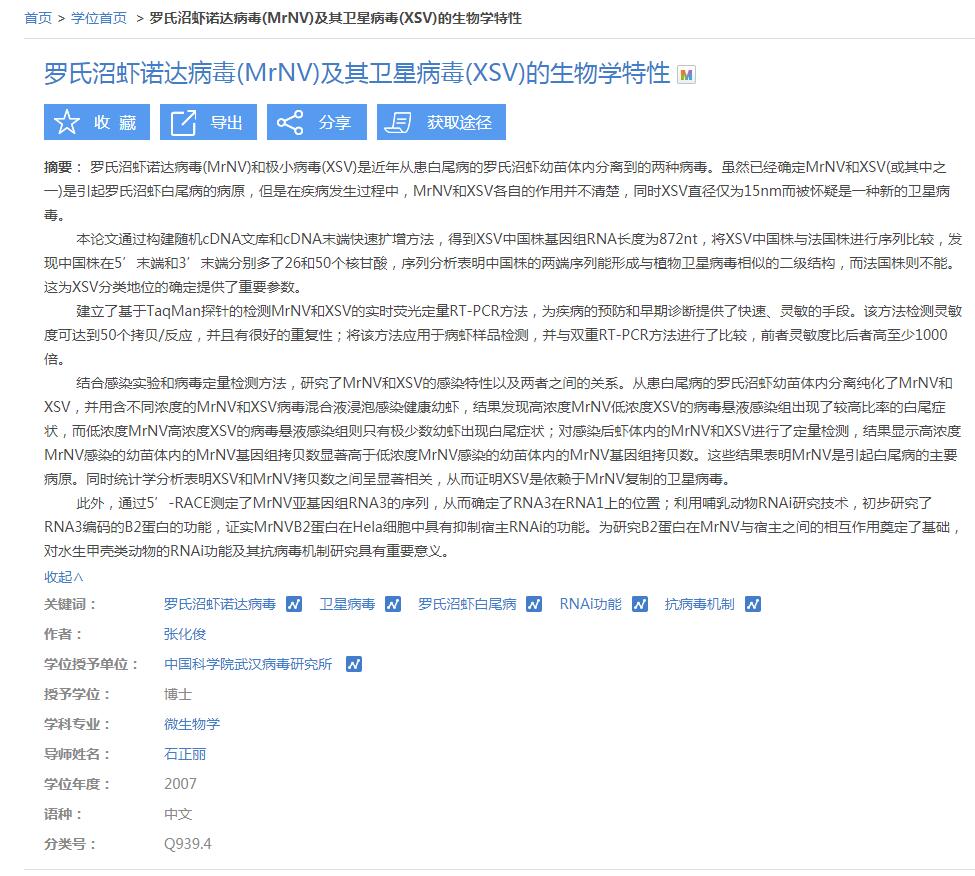 首页 > 学位首页 > 罗氏沼虾诺达病毒(MrNV)及其卫星病毒(XSV)的生物学特性
罗氏沼虾诺达病毒(MrNV)及其卫星病毒(XSV)的生物学特性 M
收 藏 导出 分享 获取途径
摘要： 罗氏沼虾诺达病毒(MrNV)和极小病毒(XSV)是近年从患白尾病的罗氏沼虾幼苗体内分离到的两种病毒。虽然已经确定MrNV和XSV(或其中之
一)是引起罗氏沼虾白尾病的病原，但是在疾病发生过程中，MrNV和XSV各自的作用并不清楚，同时XSV直径仅为15nm而被怀疑是一种新的卫星病
毒。
本论文通过构建随机cDNA文库和cDNA末端快速扩增方法，得到XSV中国株基因组RNA长度为872nt，将XSV中国株与法国株进行序列比较，发
现中国株在5′末端和3′末端分别多了26和50个核苷酸，序列分析表明中国株的两端序列能形成与植物卫星病毒相似的二级结构，而法国株则不能。
这为XSV分类地位的确定提供了重要参数。
建立了基于TaqMan探针的检测MrNV和XSV的实时荧光定量RT-PCR方法，为疾病的预防和早期诊断提供了快速、灵敏的手段。该方法检测灵敏
度可达到50个拷贝/反应，并且有很好的重复性；将该方法应用于病虾样品检测，并与双重RT-PCR方法进行了比较，前者灵敏度比后者高至少1000
倍。
结合感染实验和病毒定量检测方法，研究了MrNV和XSV的感染特性以及两者之间的关系。从患白尾病的罗氏沼虾幼苗体内分离纯化了MrNV和
XSV，并用含不同浓度的MrNV和XSV病毒混合液浸泡感染健康幼虾，结果发现高浓度MrNV低浓度XSV的病毒悬液感染组出现了较高比率的白尾症
状，而低浓度MrNV高浓度XSV的病毒悬液感染组则只有极少数幼虾出现白尾症状；对感染后虾体内的MrNV和XSV进行了定量检测，结果显示高浓度
MrNV感染的幼苗体内的MrNV基因组拷贝数显著高于低浓度MrNV感染的幼苗体内的MrNV基因组拷贝数。这些结果表明MrNV是引起白尾病的主要
病原。同时统计学分析表明XSV和MrNV拷贝数之间呈显著相关，从而证明XSV是依赖于MrNV复制的卫星病毒。
此外，通过5′-RACE测定了MrNV亚基因组RNA3的序列，从而确定了RNA3在RNA1上的位置；利用哺乳动物RNAi研究技术，初步研究了
RNA3编码的B2蛋白的功能，证实MrNVB2蛋白在Hela细胞中具有抑制宿主RNAi的功能。为研究B2蛋白在MrNV与宿主之间的相互作用奠定了基础，
对水生甲壳类动物的RNAi功能及其抗病毒机制研究具有重要意义。
收起∧
关键词： 罗氏沼虾诺达病毒 卫星病毒 罗氏沼虾白尾病 RNAi功能 抗病毒机制
作者： 张化俊
学位授予单位： 中国科学院武汉病毒研究所
授予学位： 博士
学科专业： 微生物学
导师姓名： 石正丽
学位年度： 2007
语种： 中文
分类号： Q939.4